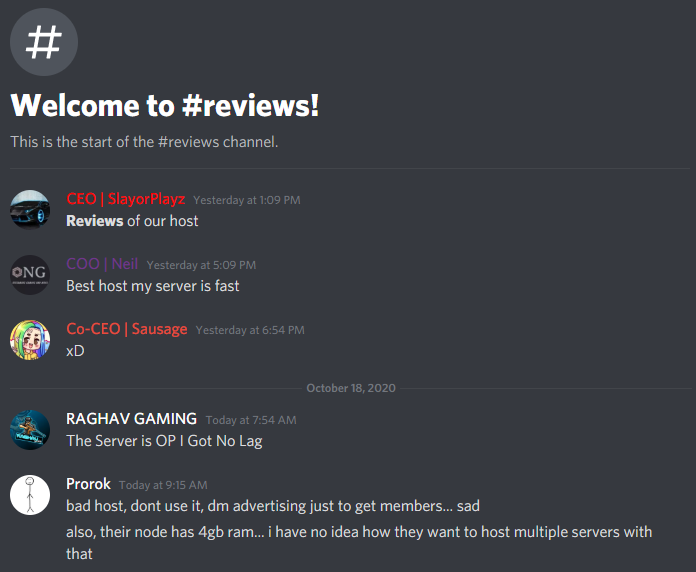 #
Welcome to #reviews!
This is the start of the #reviews channel.
CEO | SlayorPlayz Yesterday at 1:09 PM
Reviews of our host
ONG
COO | Neil Yesterday at 5:09 PM
Best host my server is fast
Co-CEO | Sausage Yesterday at 6:54 PM
xD
October 18, 2020
RAGHAV GAMING Today at 7:54 AM
The Server is OP I Got No Lag
Prorok Today at 9:15 AM
bad host, dont use it, dm advertising just to get members... sad
also, their node has 4gb ram... i have no idea how they want to host multiple servers with
that